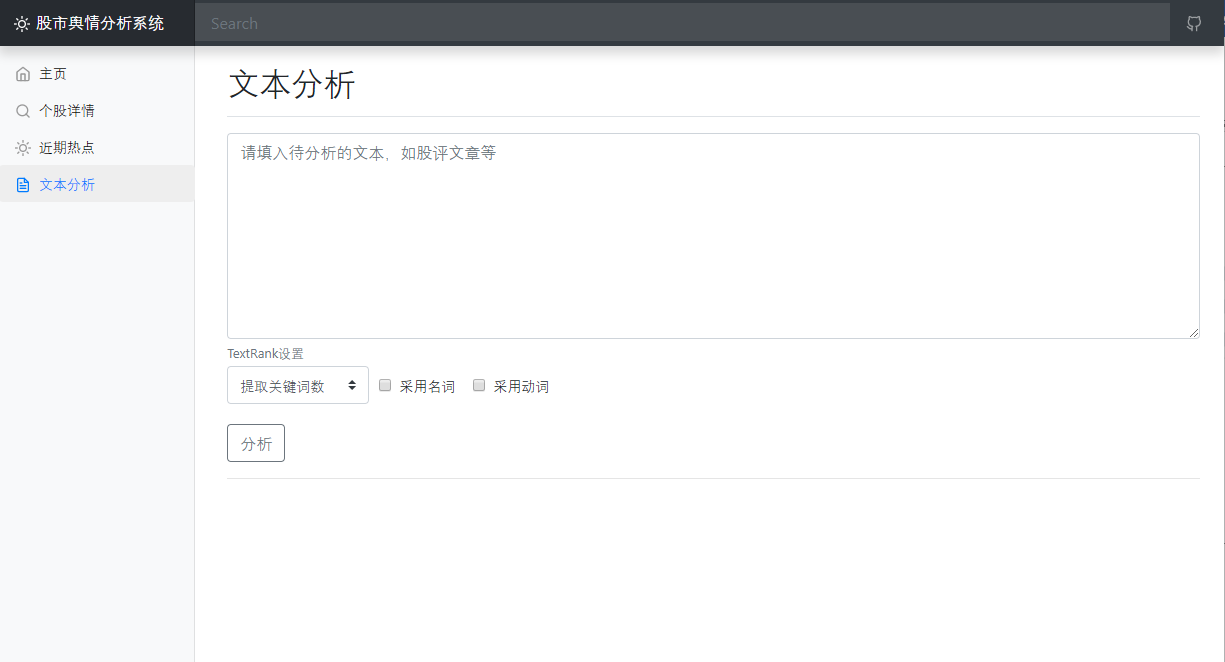 股市舆情分析系统
Search
主页
个股详情
近期热点
文本分析
文本分析
请填入待分析的文本，如股评文章等
TextRank设置
提取关键词数
采用名词
采用动词
分析